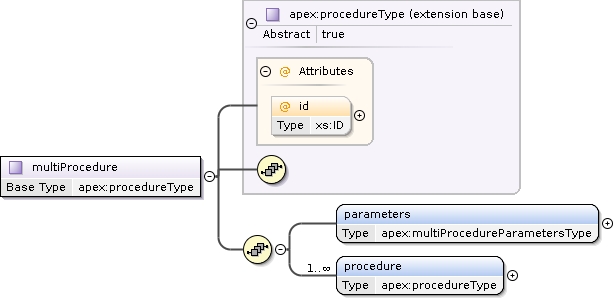 apex:procedureType (extension base)
Abstract true
@ Attributes
@ id
Type xs:ID
multiProcedure
Base Type apex:procedureType
parameters
Type apex:multiProcedureParametersType
1..∞
procedure
Type apex:procedureType